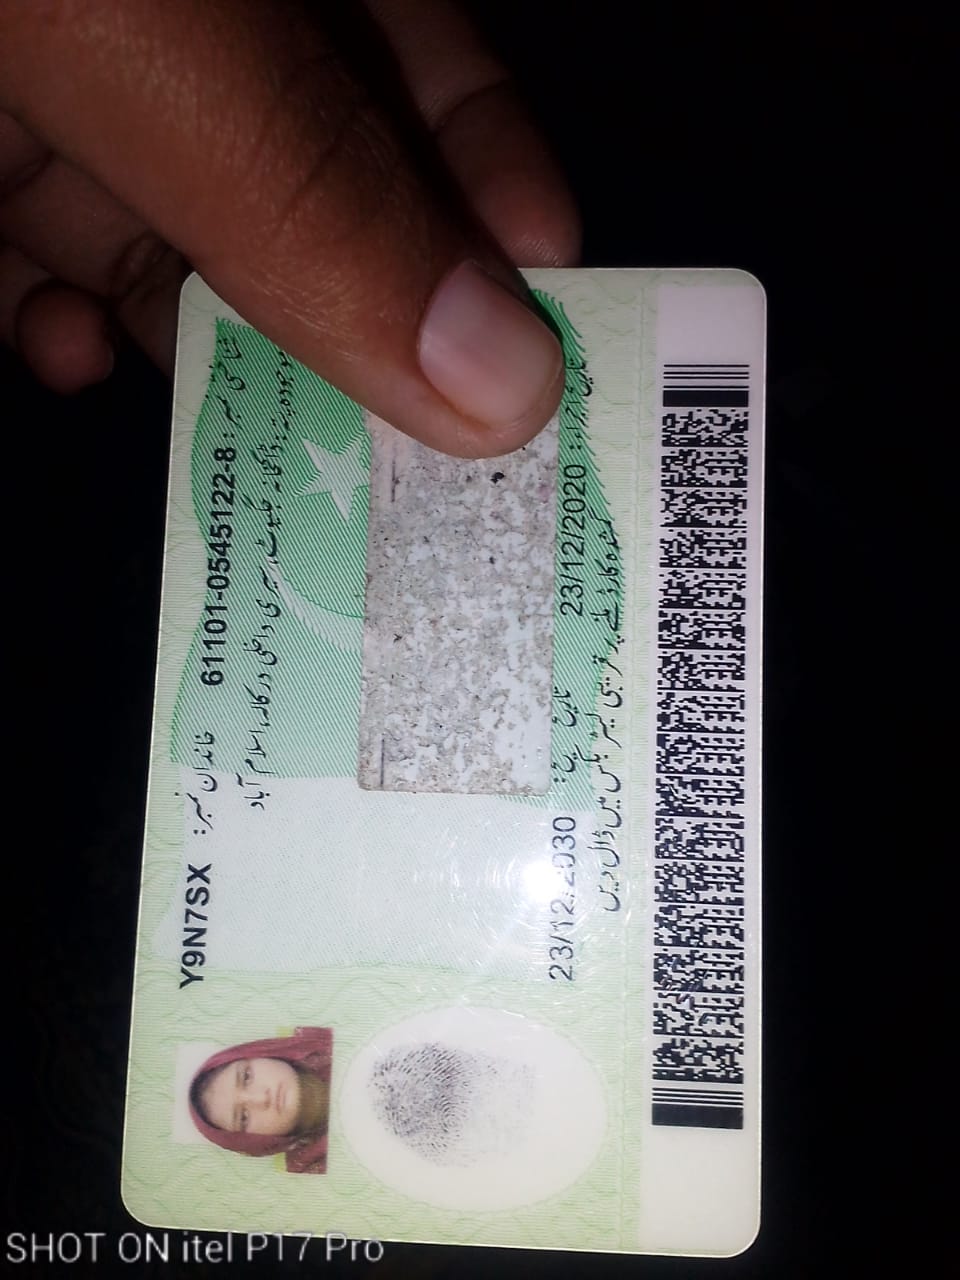 شناختی نمبر: 61101-0545122-8 خاندان نمبر: Y9N7SX
موجودہ پتہ: ڈاکخانہ جگیوٹ، سبری داخلی درکالہ، اسلام آباد
تاریخ اجراء: 23/12/2020 تاریخ تنسیخ: 23/12/2030
گمشدہ کارڈ ملنے پر قریبی لیٹر بکس میں ڈال دیں
SHOT ON itel P17 Pro